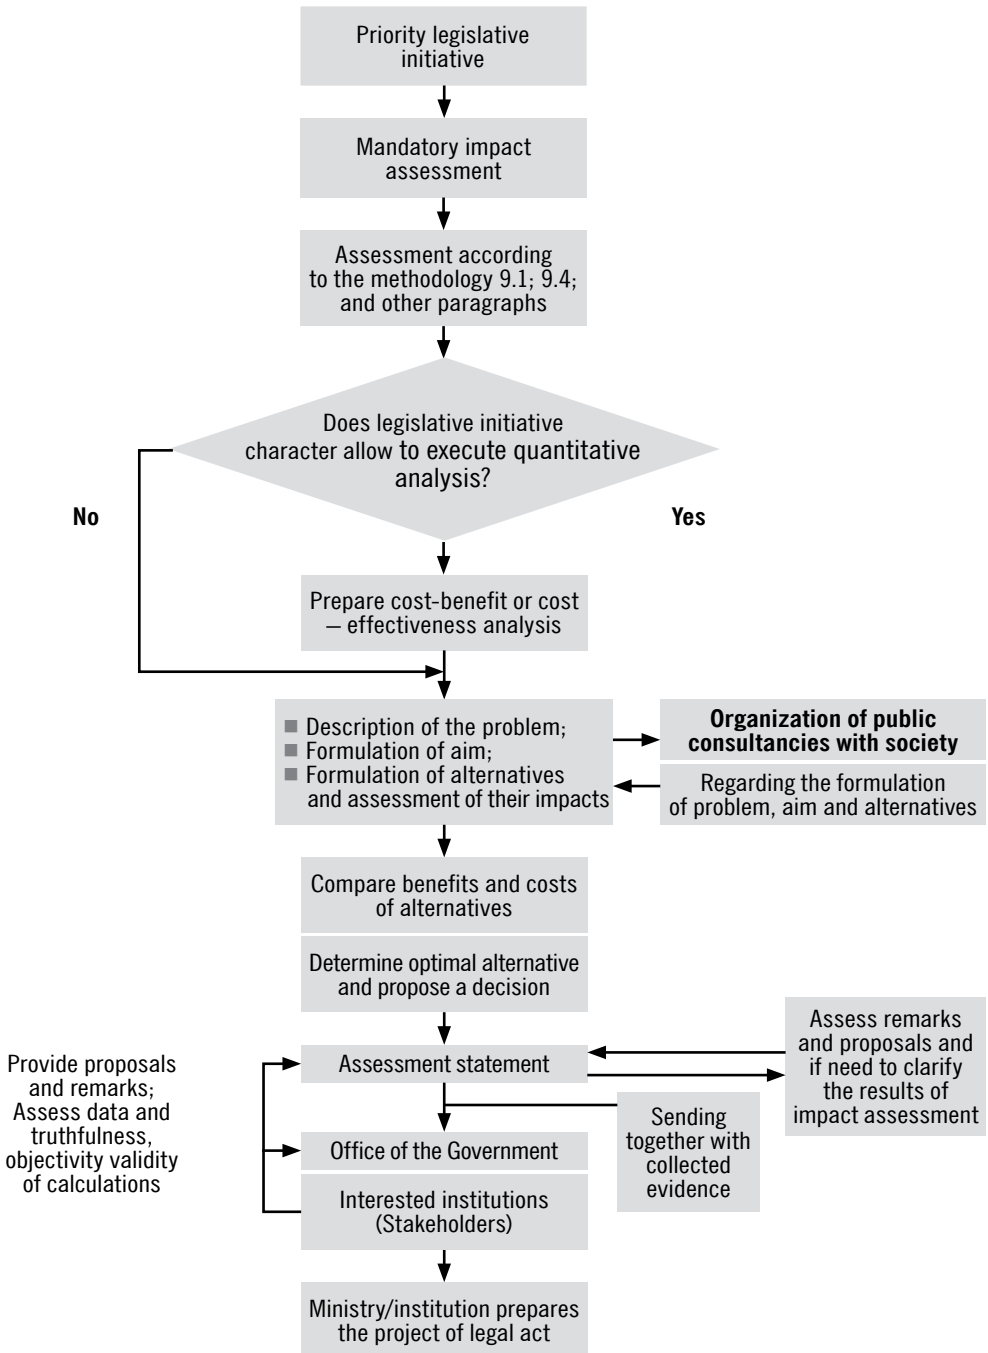 Priority legislative
initiative
Mandatory impact
assessment
Assessment according
to the methodology 9.1; 9.4;
and other paragraphs
Does legislative initiative
character allow to execute quantitative
analysis?
No
Yes
Prepare cost-benefit or cost
– effectiveness analysis
Description of the problem;
Formulation of aim;
Formulation of alternatives
and assessment of their impacts
Organization of public
consultancies with society
Regarding the formulation
of problem, aim and alternatives
Compare benefits and costs
of alternatives
Determine optimal alternative
and propose a decision
Assessment statement
Assess remarks
and proposals and
if need to clarify
the results of
impact assessment
Provide proposals
and remarks;
Assess data and
truthfulness,
objectivity validity
of calculations
Sending
together with
collected
evidence
Office of the Government
Interested institutions
(Stakeholders)
Ministry/institution prepares
the project of legal act